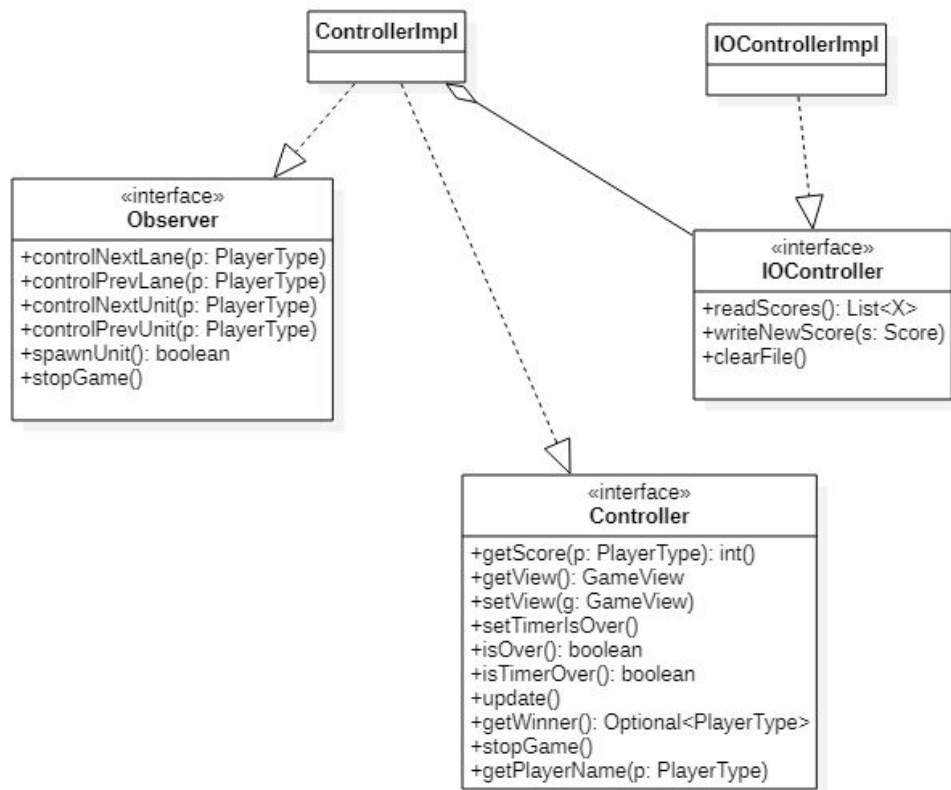 ControllerImpl
IOControllerImpl
«interface»
Observer
+controlNextLane(p: PlayerType)
+controlPrevLane(p: PlayerType)
+controlNextUnit(p: PlayerType)
+controlPrevUnit(p: PlayerType)
+spawnUnit(): boolean
+stopGame()
«interface»
IOController
+readScores(): List<X>
+writeNewScore(s: Score)
+clearFile()
«interface»
Controller
+getScore(p: PlayerType): int()
+getView(): GameView
+setView(g: GameView)
+setTimerIsOver()
+isOver(): boolean
+isTimerOver(): boolean
+update()
+getWinner(): Optional<PlayerType>
+stopGame()
+getPlayerName(p: PlayerType)